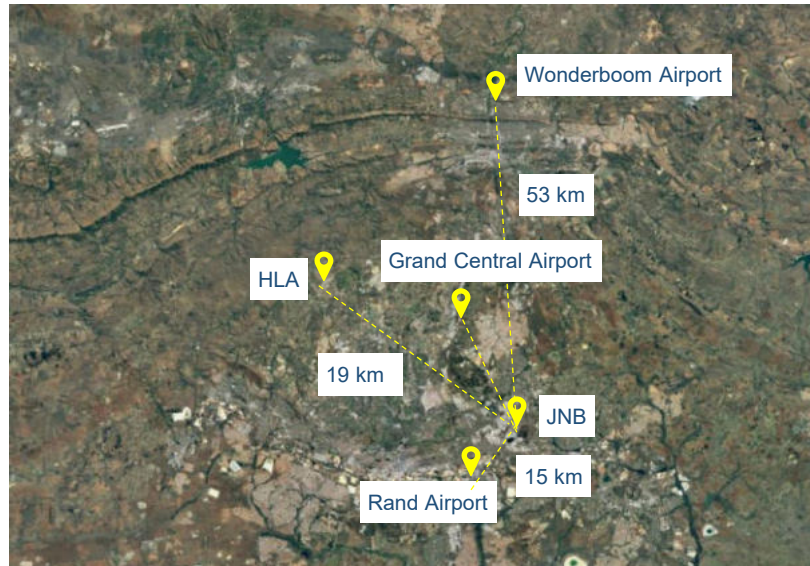 Wonderboom Airport
53 km
Grand Central Airport
HLA
19 km
JNB
15 km
Rand Airport